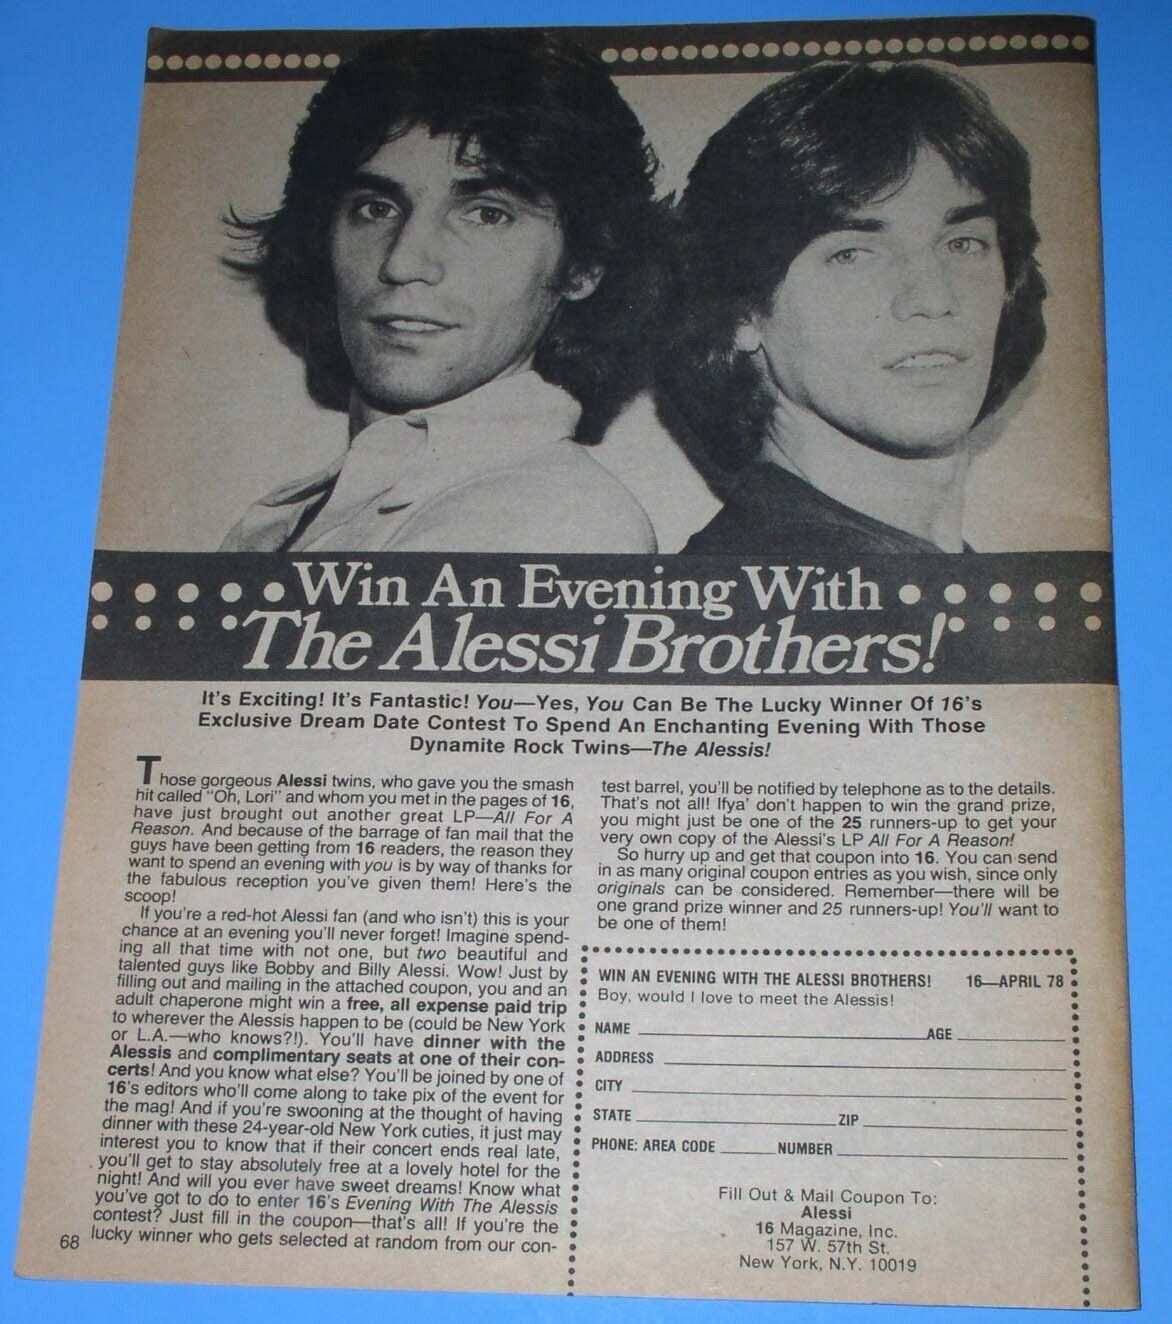 Win An Evening With
The Alessi Brothers!
It's Exciting! It's Fantastic! You—Yes, You Can Be The Lucky Winner Of 16's
Exclusive Dream Date Contest To Spend An Enchanting Evening With Those
Dynamite Rock Twins—The Alessis!
Those gorgeous Alessi twins, who gave you the smash
hit called "Oh, Lori" and whom you met in the pages of 16,
have just brought out another great LP—All For A
Reason. And because of the barrage of fan mail that the
guys have been getting from 16 readers, the reason they
want to spend an evening with you is by way of thanks for
the fabulous reception you've given them! Here's the
scoop!
If you're a red-hot Alessi fan (and who isn't) this is your
chance at an evening you'll never forget! Imagine spend-
ing all that time with not one, but two beautiful and
talented guys like Bobby and Billy Alessi. Wow! Just by
filling out and mailing in the attached coupon, you and an
adult chaperone might win a free, all expense paid trip
to wherever the Alessis happen to be (could be New York
or L.A.—who knows?!). You'll have dinner with the
Alessis and complimentary seats at one of their con-
certs! And you know what else? You'll be joined by one of
16's editors who'll come along to take pix of the event for
the mag! And if you're swooning at the thought of having
dinner with these 24-year-old New York cuties, it just may
interest you to know that if their concert ends real late,
you'll get to stay absolutely free at a lovely hotel for the
night! And will you ever have sweet dreams! Know what
you've got to do to enter 16's Evening With The Alessis
contest? Just fill in the coupon—that's all! If you're the
lucky winner who gets selected at random from our con-
68
test barrel, you'll be notified by telephone as to the details.
That's not all! Ifya' don't happen to win the grand prize,
you might just be one of the 25 runners-up to get your
very own copy of the Alessi's LP All For A Reason!
So hurry up and get that coupon into 16. You can send
in as many original coupon entries as you wish, since only
originals can be considered. Remember—there will be
one grand prize winner and 25 runners-up! You'll want to
be one of them!
WIN AN EVENING WITH THE ALESSI BROTHERS! 16—APRIL 78
Boy, would I love to meet the Alessis!
NAME AGE
ADDRESS
CITY
STATE ZIP
PHONE: AREA CODE NUMBER
Fill Out & Mail Coupon To:
Alessi
16 Magazine, Inc.
157 W. 57th St.
New York, N.Y. 10019